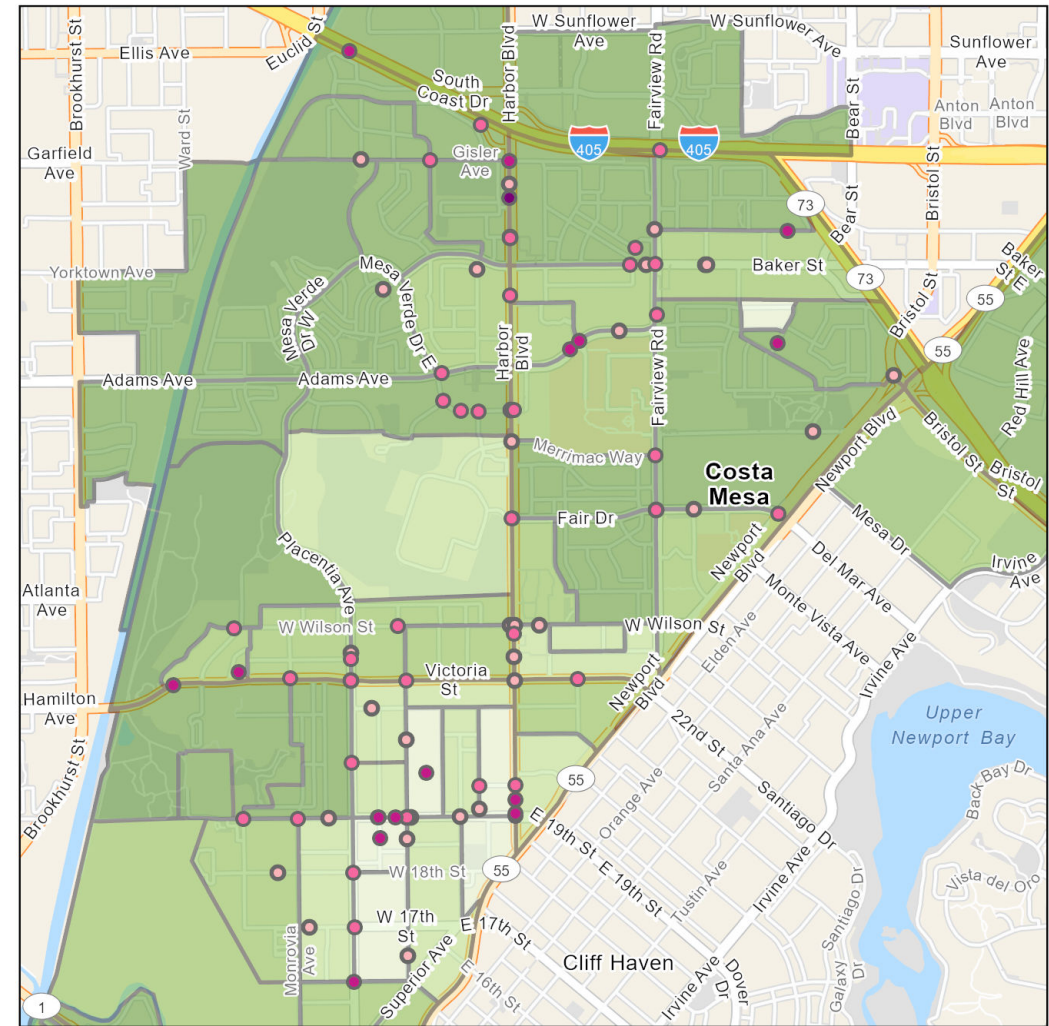 W Sunflower
Ave
W Sunflower Ave
Sunflower
Ave
Ellis Ave
Euclid St
Brookhurst St
Harbor Blvd
Fairview Rd
South
Coast Dr
Bear St
Anton
Blvd
Anton
Blvd
Ward St
Garfield
Ave
Gisler
Ave
405
405
Bristol St
73
Bear St
Yorktown Ave
Mesa Verde
Dr W
Mesa Verde Dr E
Baker St
Baker
St E
73
55
Bristol St
55
Harbor
Blvd
Fairview Rd
Red Hill Ave
Adams Ave
Adams Ave
Merrimac Way
Costa
Mesa
Newport Blvd
Bristol St
Bristol
St
Fair Dr
Mesa Dr
Newport
Blvd
Del Mar Ave
Irvine
Ave
Placentia Ave
Atlanta
Ave
Monte Vista Ave
W Wilson St
W Wilson St
Elden Ave
Irvine Ave
Victoria
St
Newport
Blvd
Hamilton
Ave
22nd St
Santa Ana Ave
Upper
Newport Bay
Brookhurst St
55
Orange Ave
Santiago Dr
Back Bay Dr
E 19th St
E 19th St
W 18th St
55
Tustin Ave
Irvine Ave
Vista del Oro
W 17th
St
E 17th St
Santiago Dr
Monrovia
Ave
Superior Ave
E 16th St
Cliff Haven
Dover
Dr
Irvine Ave
Galaxy
Dr
1